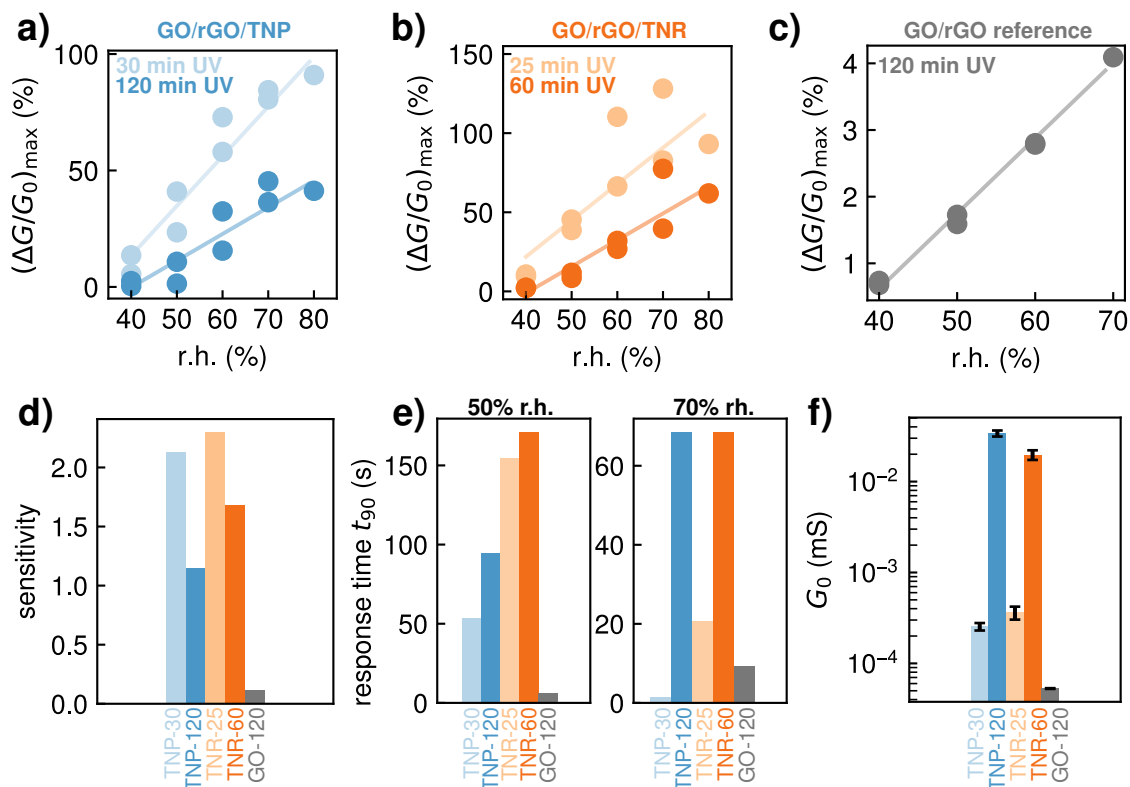 a)
GO/rGO/TNP
30 min UV
120 min UV
(ΔG/G₀)max (%)
100
50
0
40 50 60 70 80
r.h. (%)
b)
GO/rGO/TNR
25 min UV
60 min UV
(ΔG/G₀)max (%)
150
100
50
0
40 50 60 70 80
r.h. (%)
c)
GO/rGO reference
120 min UV
(ΔG/G₀)max (%)
4
3
2
1
40 50 60 70
r.h. (%)
d)
sensitivity
2.0
1.5
1.0
0.5
0.0
TNP-30
TNP-120
TNR-25
TNR-60
GO-120
e)
50% r.h.
response time t₉₀ (s)
150
100
50
0
TNP-30
TNP-120
TNR-25
TNR-60
GO-120
70% rh.
60
40
20
0
TNP-30
TNP-120
TNR-25
TNR-60
GO-120
f)
G₀ (mS)
10⁻²
10⁻³
10⁻⁴
TNP-30
TNP-120
TNR-25
TNR-60
GO-120